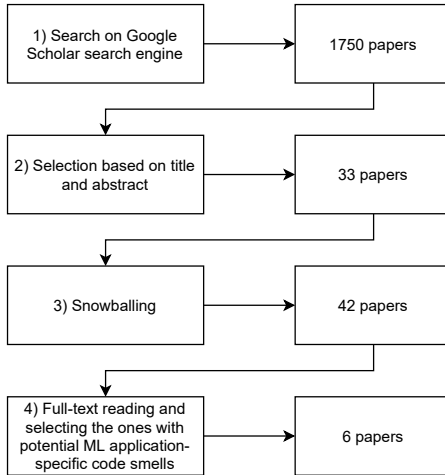 1) Search on Google
Scholar search engine
1750 papers
2) Selection based on title
and abstract
33 papers
3) Snowballing
42 papers
4) Full-text reading and
selecting the ones with
potential ML application-
specific code smells
6 papers